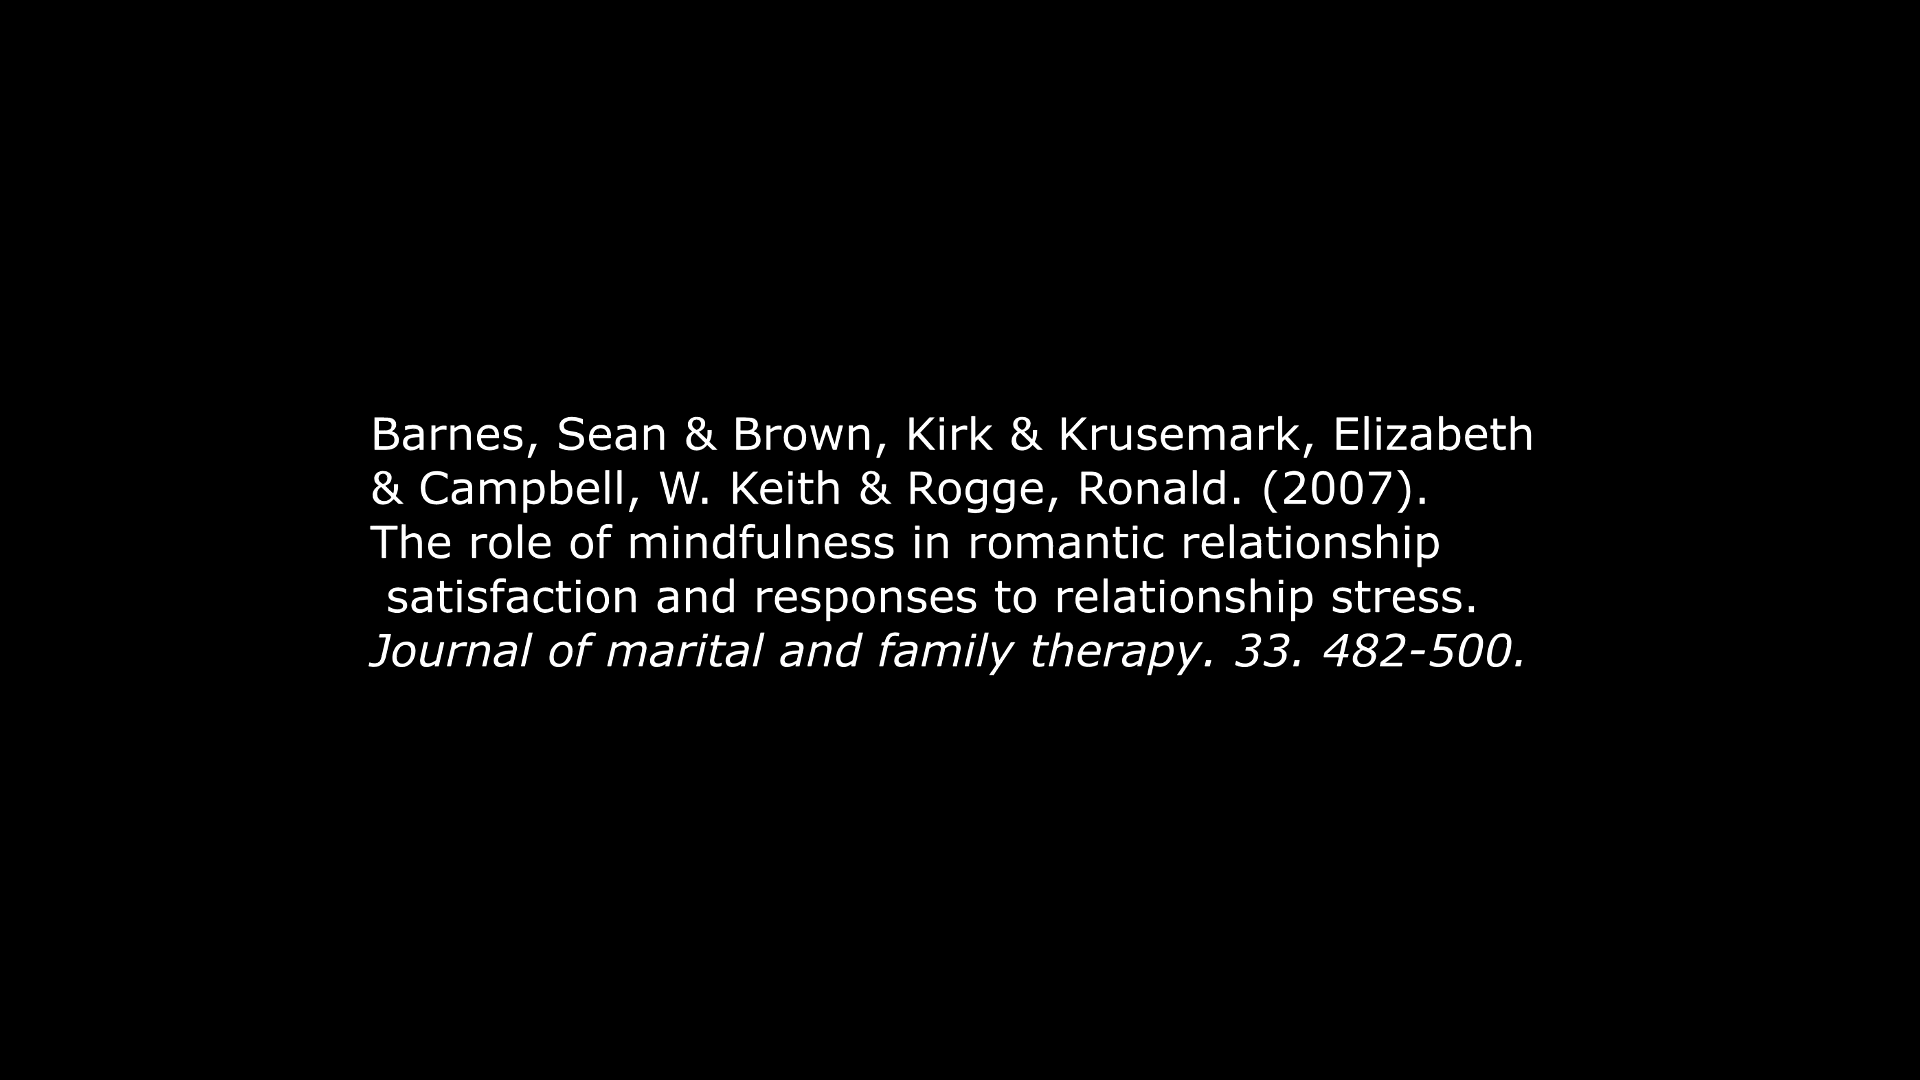 Barnes, Sean & Brown, Kirk & Krusemark, Elizabeth
& Campbell, W. Keith & Rogge, Ronald. (2007).
The role of mindfulness in romantic relationship
satisfaction and responses to relationship stress.
Journal of marital and family therapy. 33. 482-500.